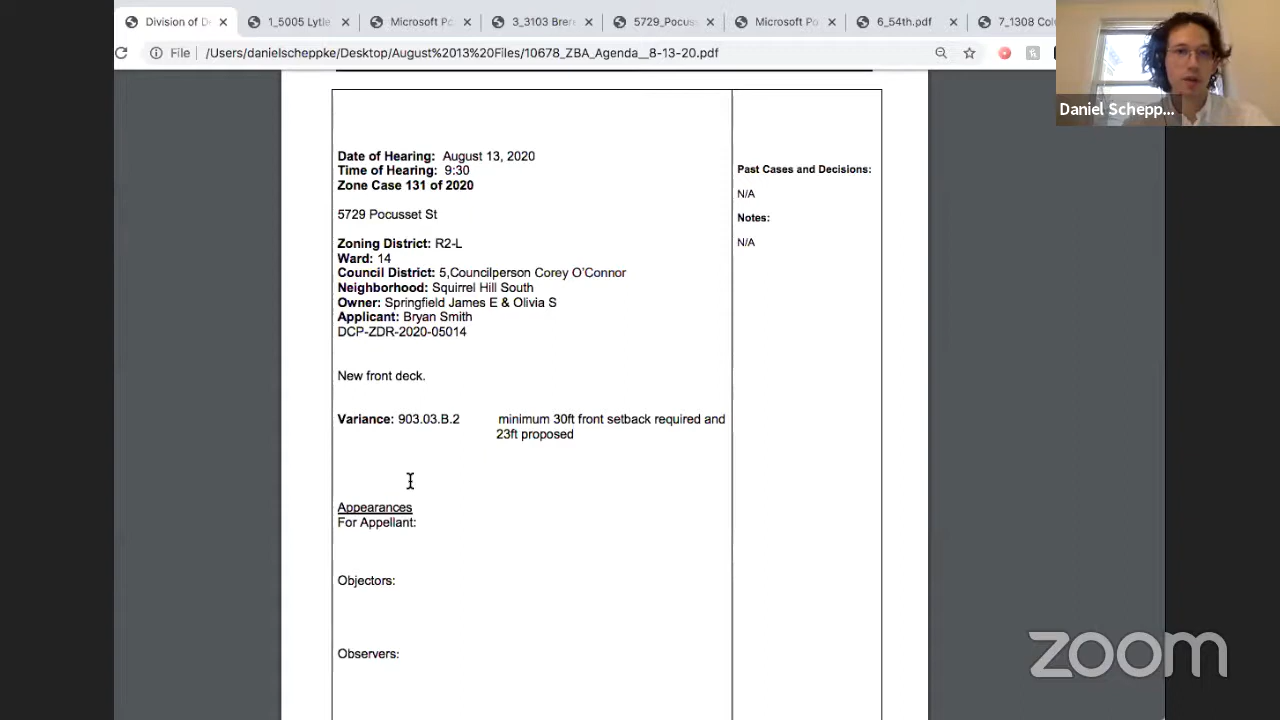 Division of De
1_5005 Lytle
Microsoft Po
3_3103 Brere
5729_Pocuss
Microsoft Po
6_54th.pdf
7_1308 Colu
File
/Users/danielscheppke/Desktop/August%2013%20Files/10678_ZBA_Agenda__8-13-20.pdf
Daniel Schepp...
Date of Hearing: August 13, 2020
Time of Hearing: 9:30
Zone Case 131 of 2020
5729 Pocusset St
Zoning District: R2-L
Ward: 14
Council District: 5,Councilperson Corey O'Connor
Neighborhood: Squirrel Hill South
Owner: Springfield James E & Olivia S
Applicant: Bryan Smith
DCP-ZDR-2020-05014
New front deck.
Variance: 903.03.B.2 minimum 30ft front setback required and
23ft proposed
Appearances
For Appellant:
Objectors:
Observers:
Past Cases and Decisions:
N/A
Notes:
N/A
zoom